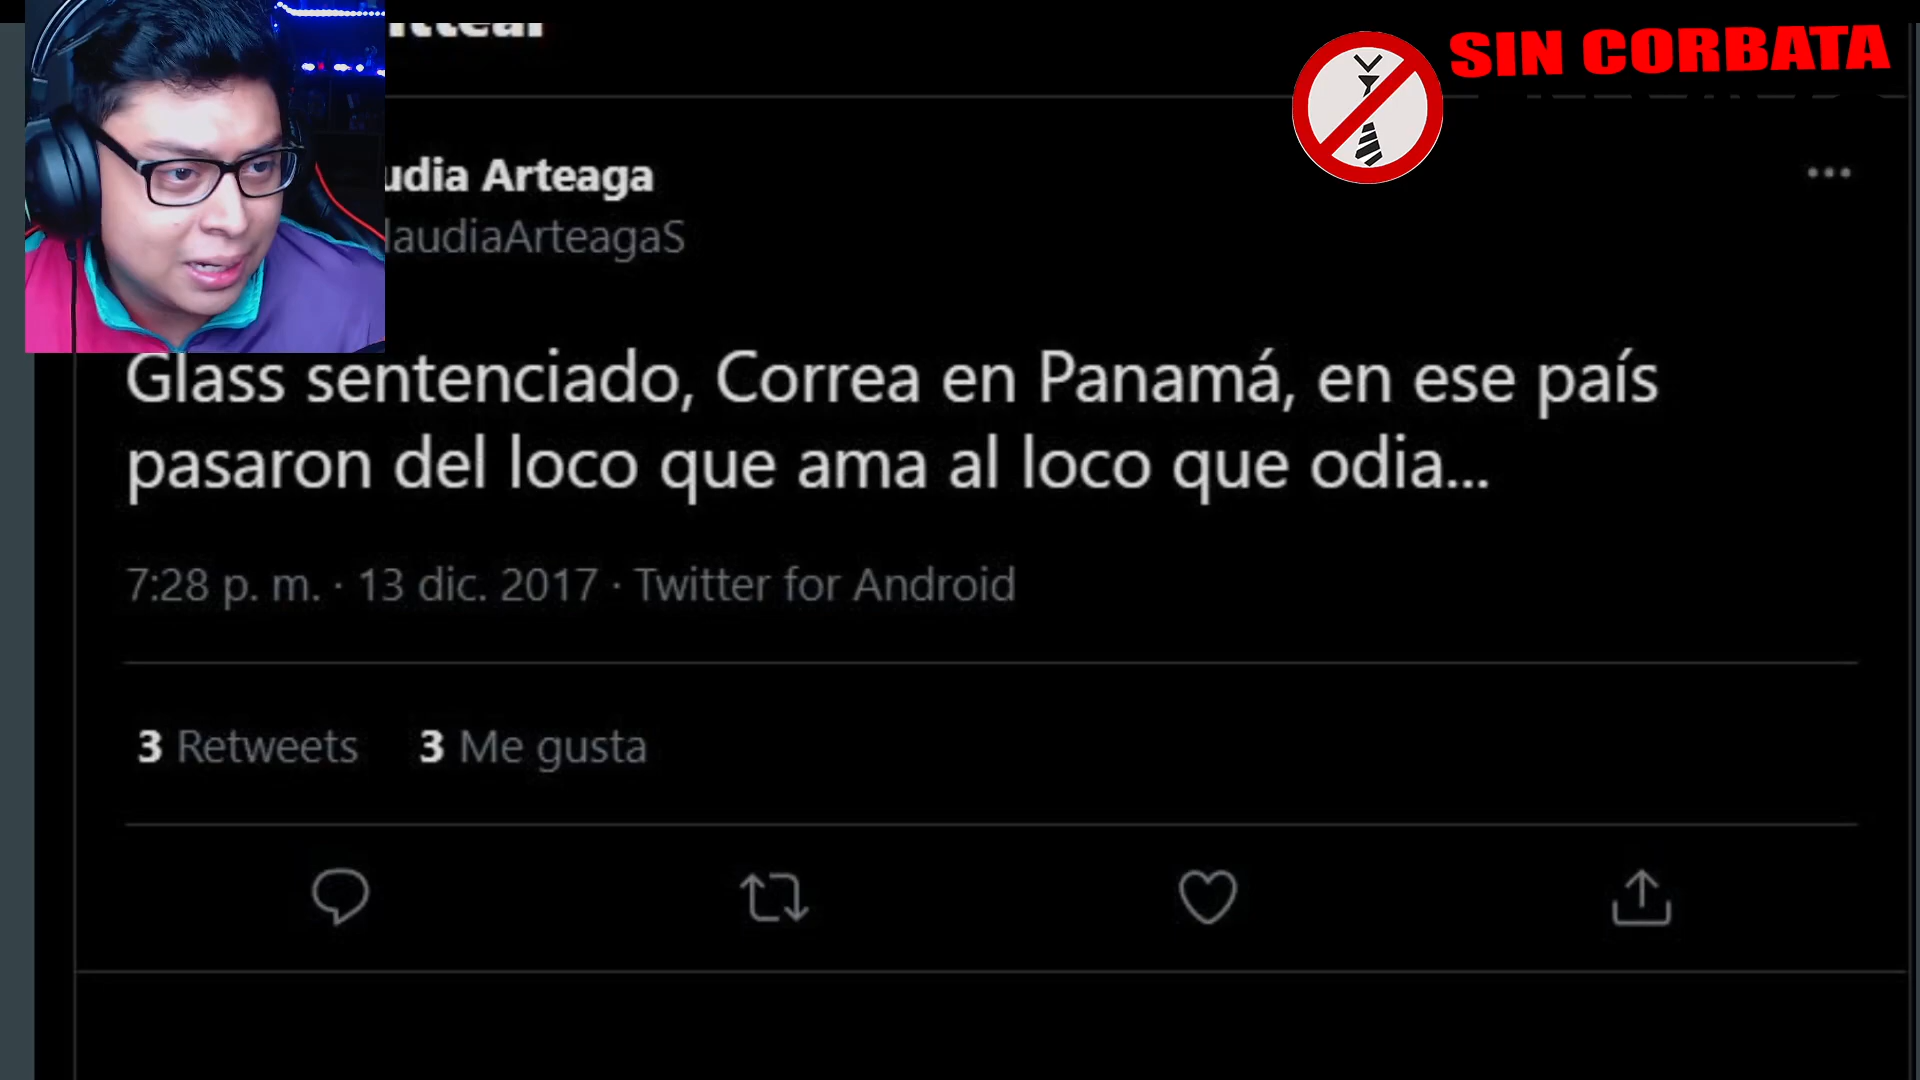 SIN CORBATA
udia Arteaga
laudiaArteagaS
Glass sentenciado, Correa en Panamá, en ese país
pasaron del loco que ama al loco que odia...
7:28 p. m. · 13 dic. 2017 · Twitter for Android
3 Retweets 3 Me gusta